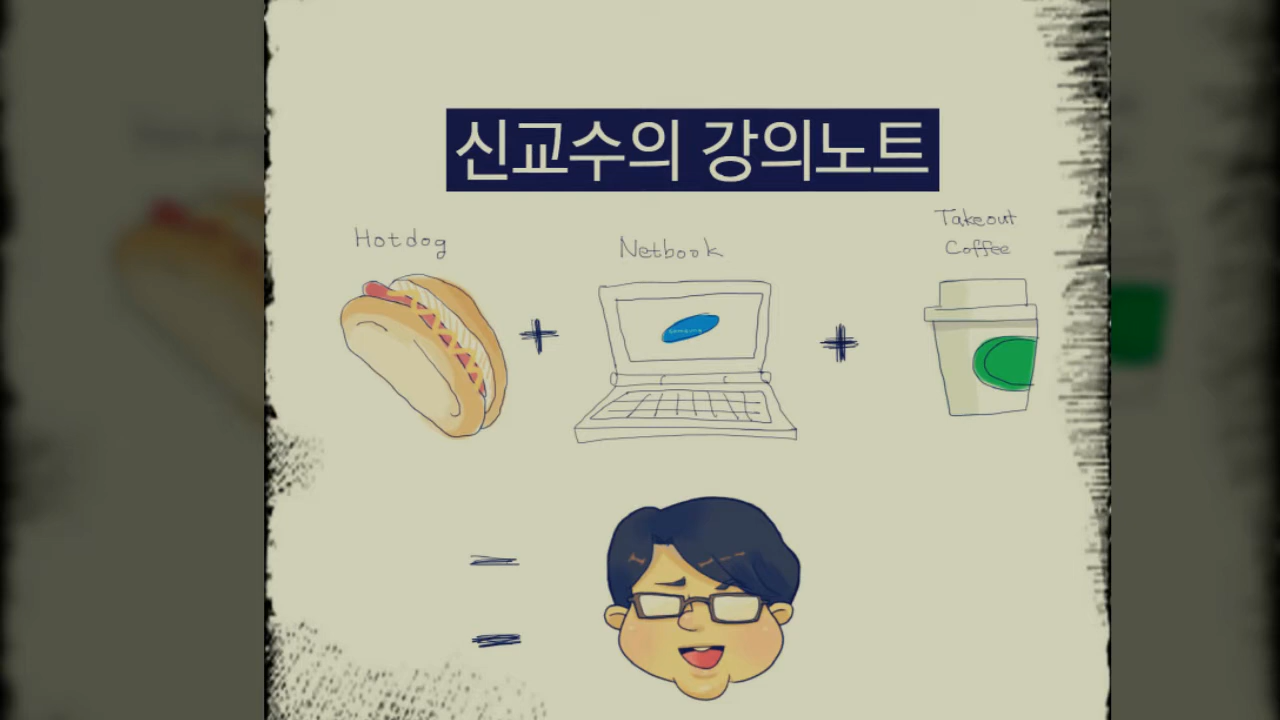 신교수의 강의노트
Hotdog
Netbook
Takeout
Coffee
+
+
=
=